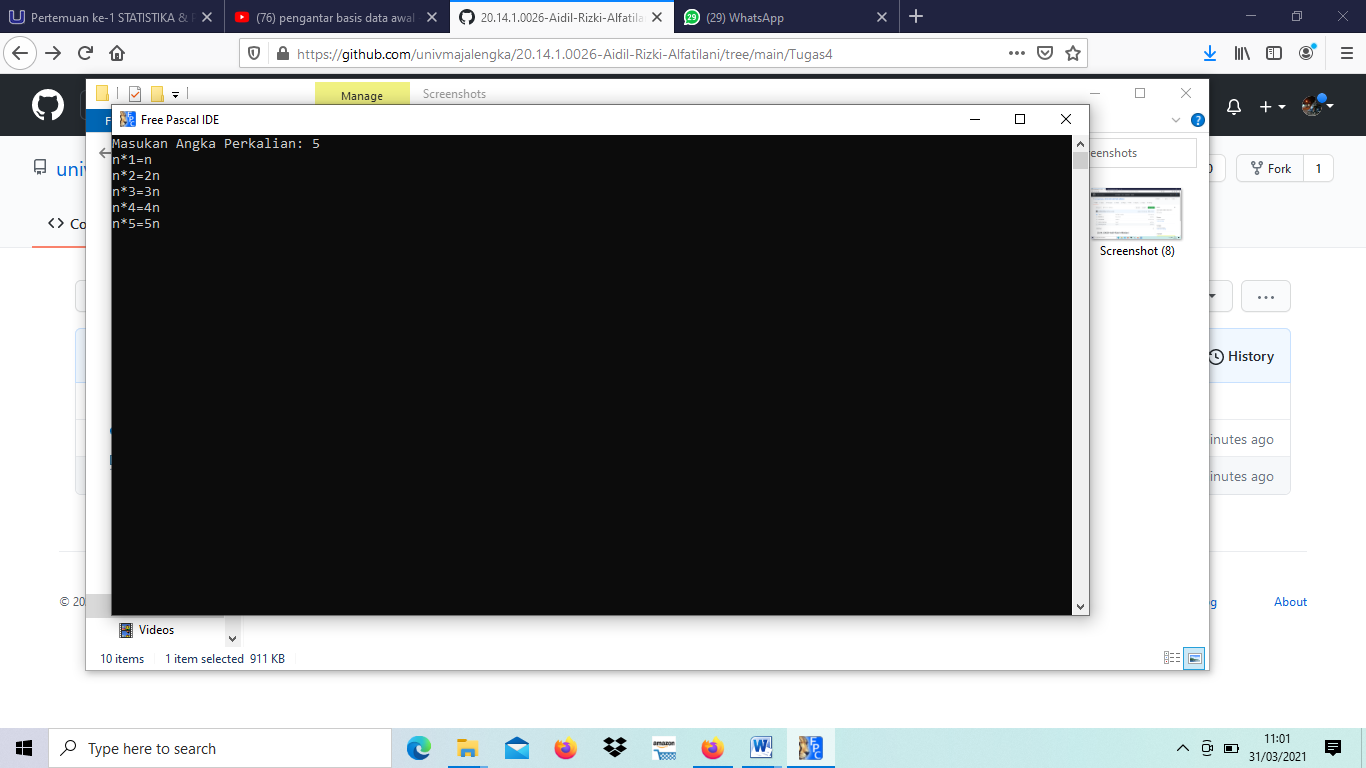 Pertemuan ke-1 STATISTIKA &
(76) pengantar basis data awal
20.14.1.0026-Aidil-Rizki-Alfatila
(29) WhatsApp
https://github.com/univmajalengka/20.14.1.0026-Aidil-Rizki-Alfatilani/tree/main/Tugas4
Manage
Screenshots
Free Pascal IDE
Masukan Angka Perkalian: 5
n*1=n
n*2=2n
n*3=3n
n*4=4n
n*5=5n
eenshots
univ
Fork
1
Co
Screenshot (8)
History
inutes ago
inutes ago
© 20
g
About
Videos
10 items
1 item selected 911 KB
Type here to search
11:01
31/03/2021